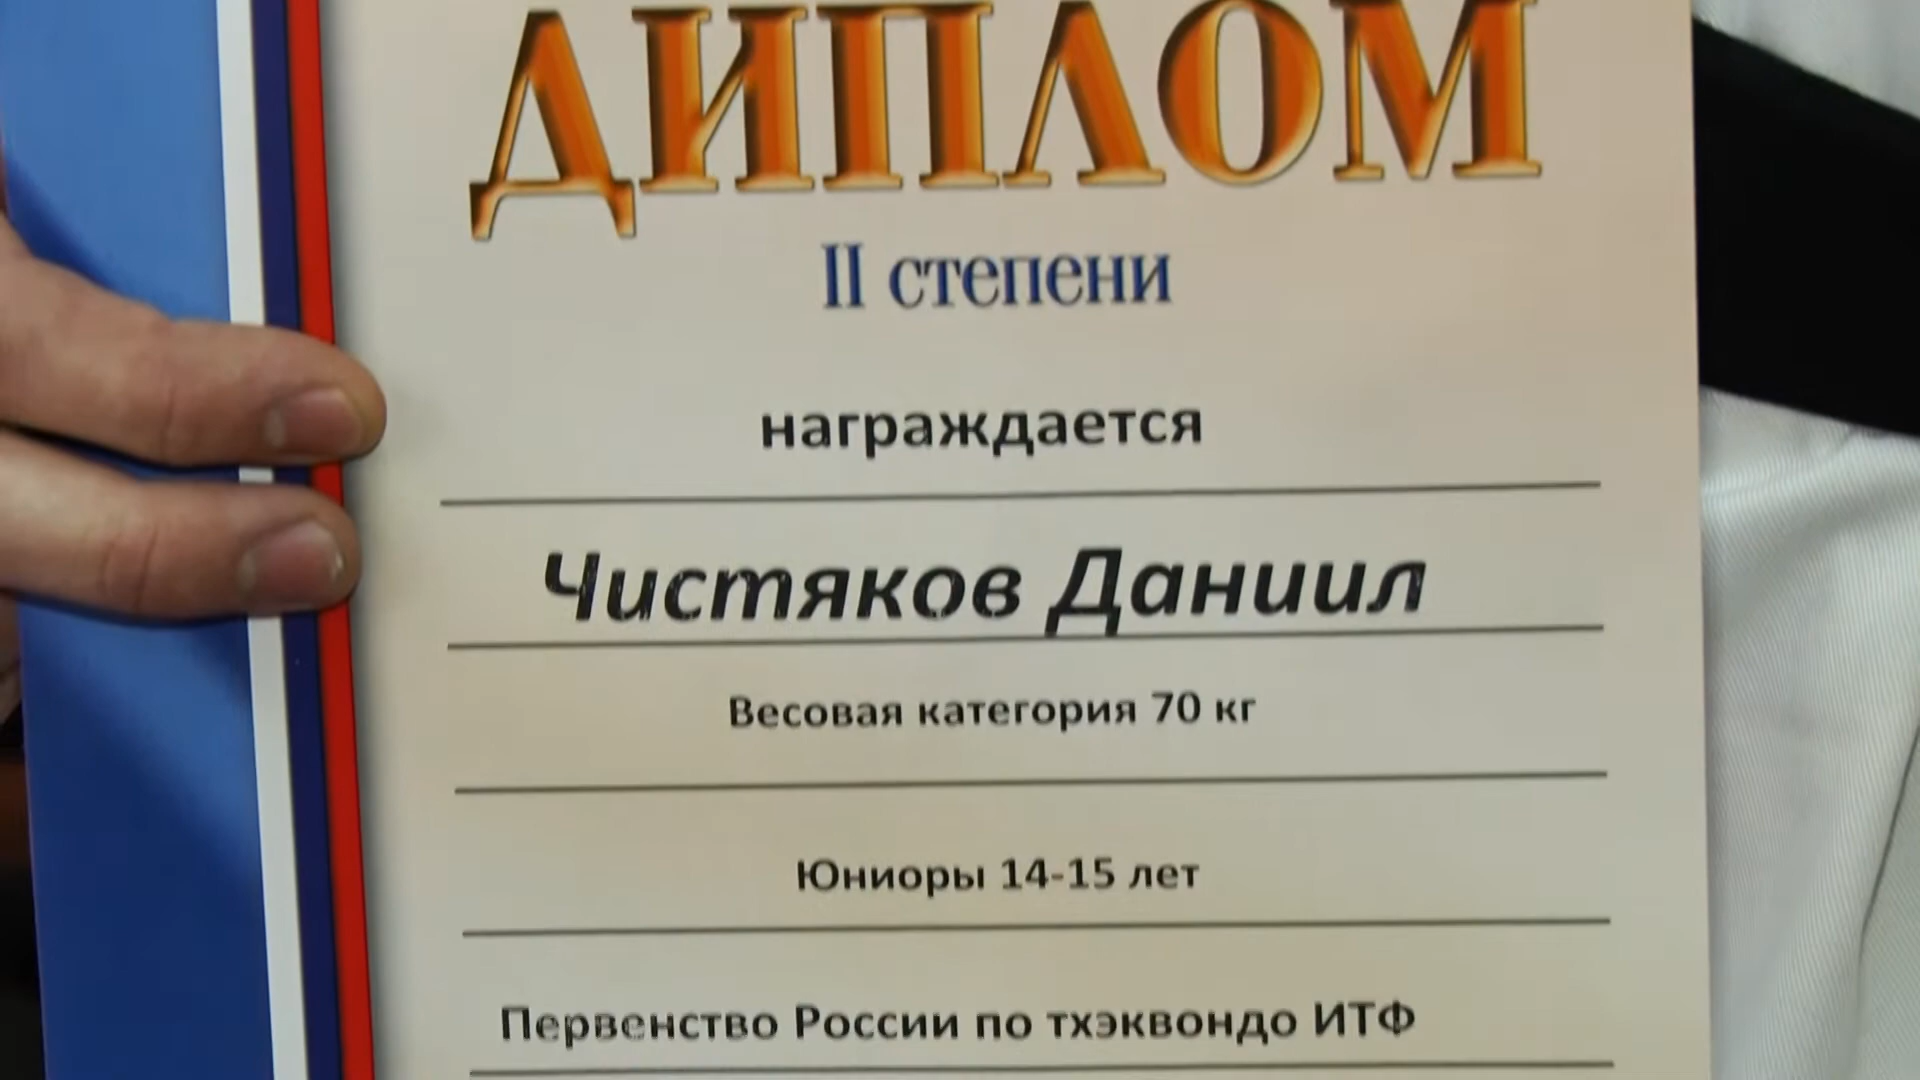 ДИПЛОМ
II степени
награждается
Чистяков Даниил
Весовая категория 70 кг
Юниоры 14-15 лет
Первенство России по тхэквондо ИТФ